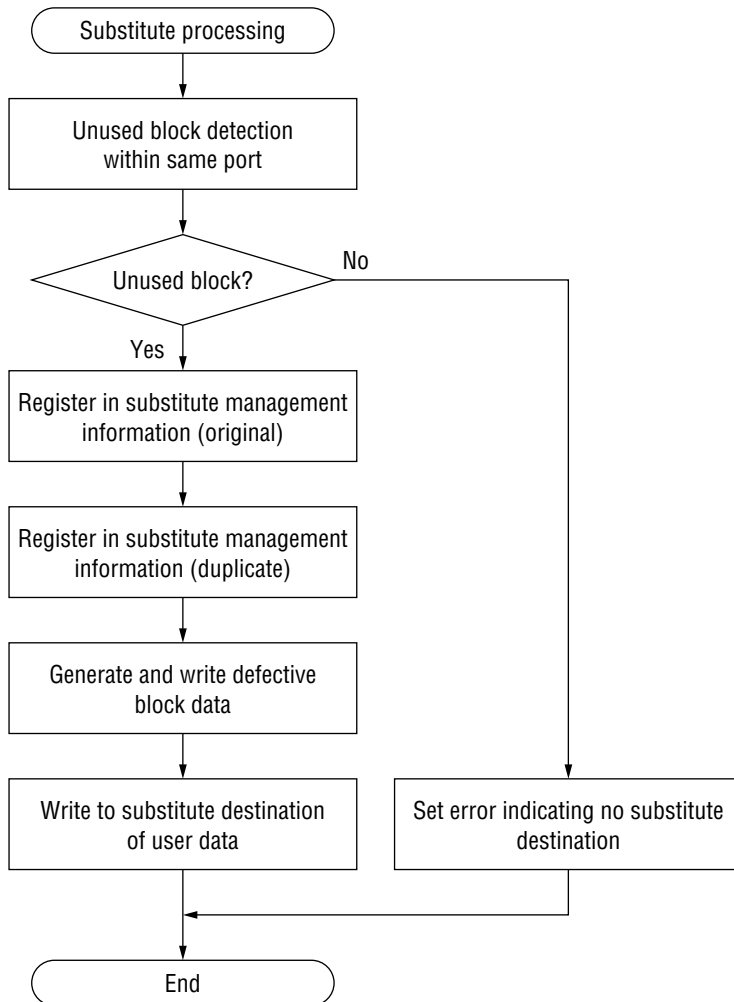 Substitute processing
Unused block detection
within same port
Unused block?
No
Yes
Register in substitute management
information (original)
Register in substitute management
information (duplicate)
Generate and write defective
block data
Write to substitute destination
of user data
Set error indicating no substitute
destination
End